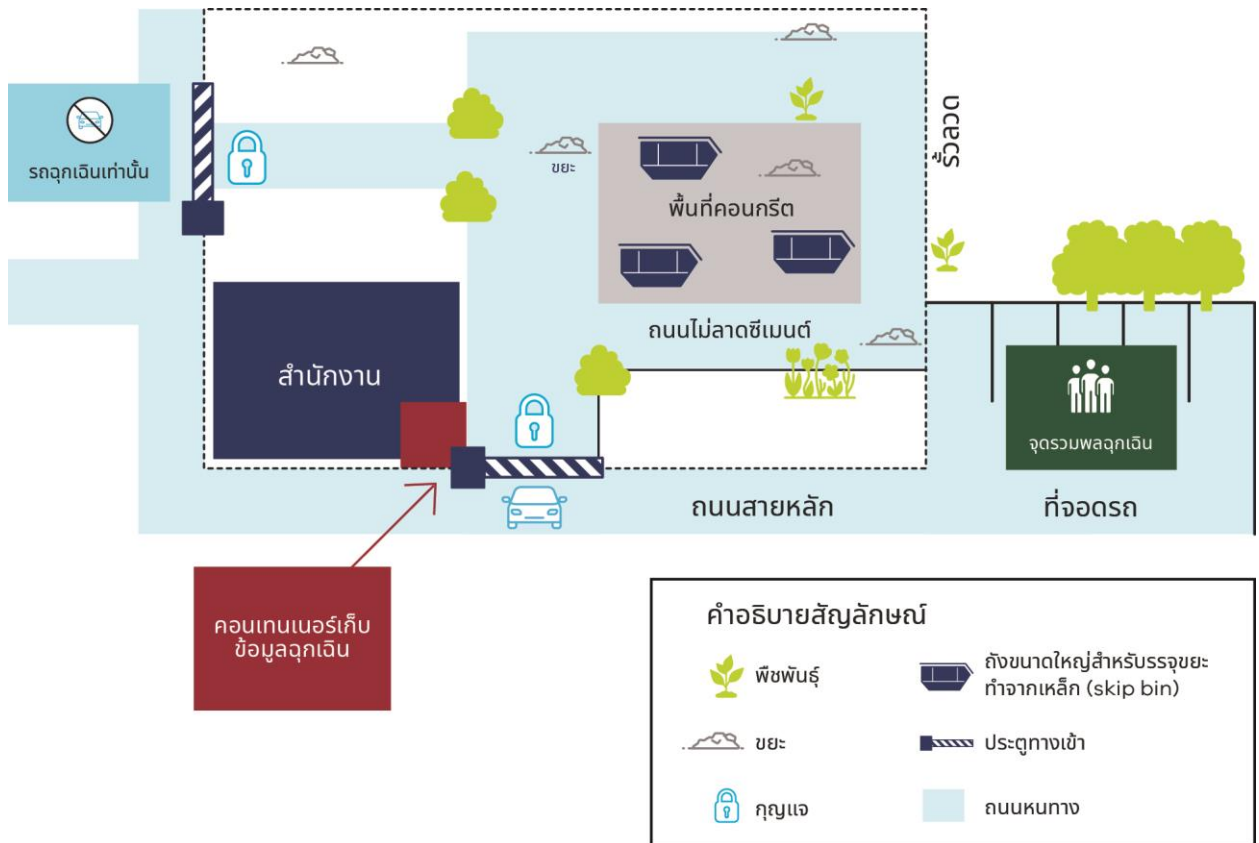 รถฉุกเฉินเท่านั้น
ขยะ
พื้นที่คอนกรีต
รั้วลวด
ถนนไม่ลาดซีเมนต์
สำนักงาน
จุดรวมพลฉุกเฉิน
ถนนสายหลัก
ที่จอดรถ
คอนเทนเนอร์เก็บ
ข้อมูลฉุกเฉิน
คำอธิบายสัญลักษณ์
พืชพันธุ์
ถังขนาดใหญ่สำหรับรรจุขยะ
ทำจากเหล็ก (skip bin)
ขยะ
ประตูทางเข้า
กุญแจ
ถนนหนทาง